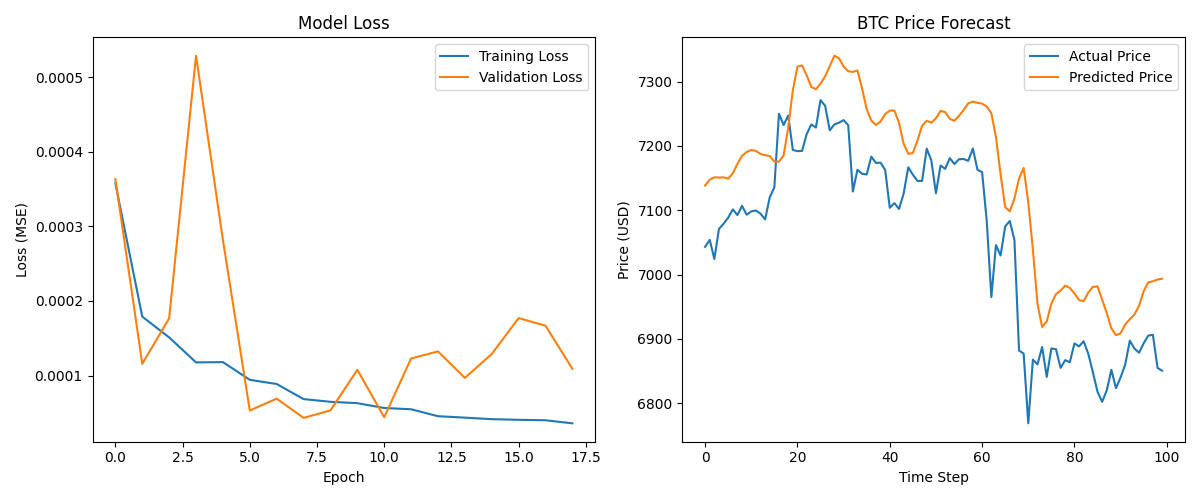 Model Loss
Training Loss
Validation Loss
0.0005
0.0004
0.0003
0.0002
0.0001
Loss (MSE)
0.0 2.5 5.0 7.5 10.0 12.5 15.0 17.5
Epoch
BTC Price Forecast
Actual Price
Predicted Price
7300
7200
7100
7000
6900
6800
Price (USD)
0 20 40 60 80 100
Time Step